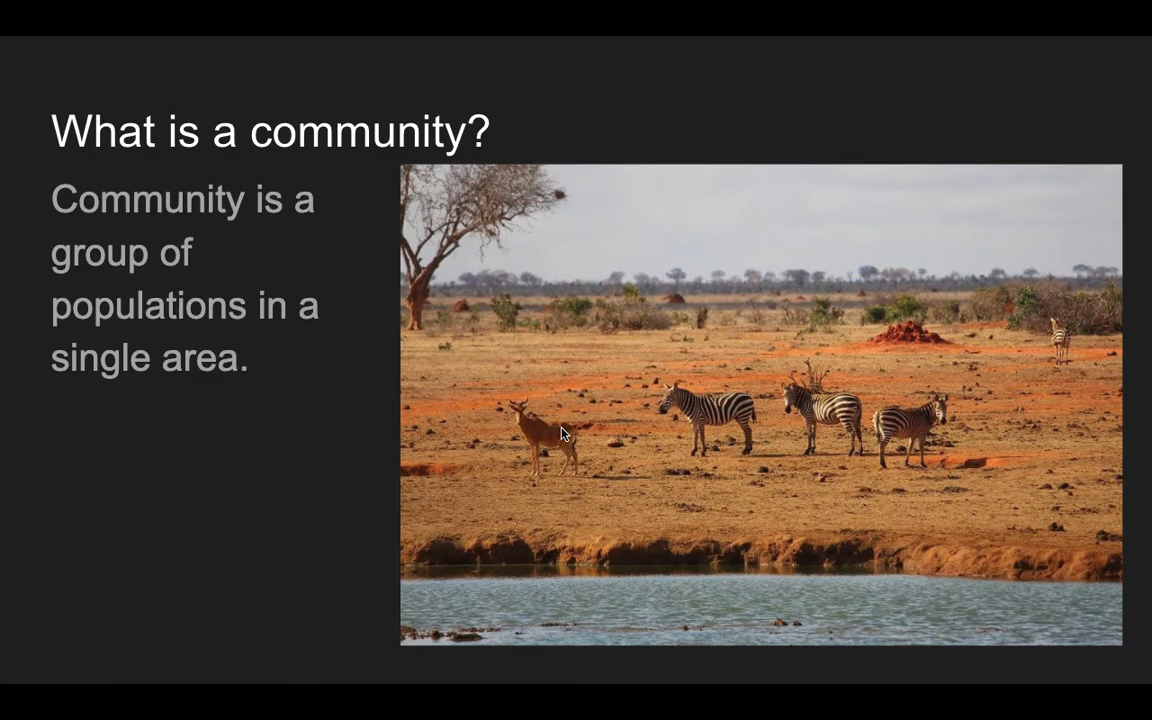 What is a community?
Community is a
group of
populations in a
single area.